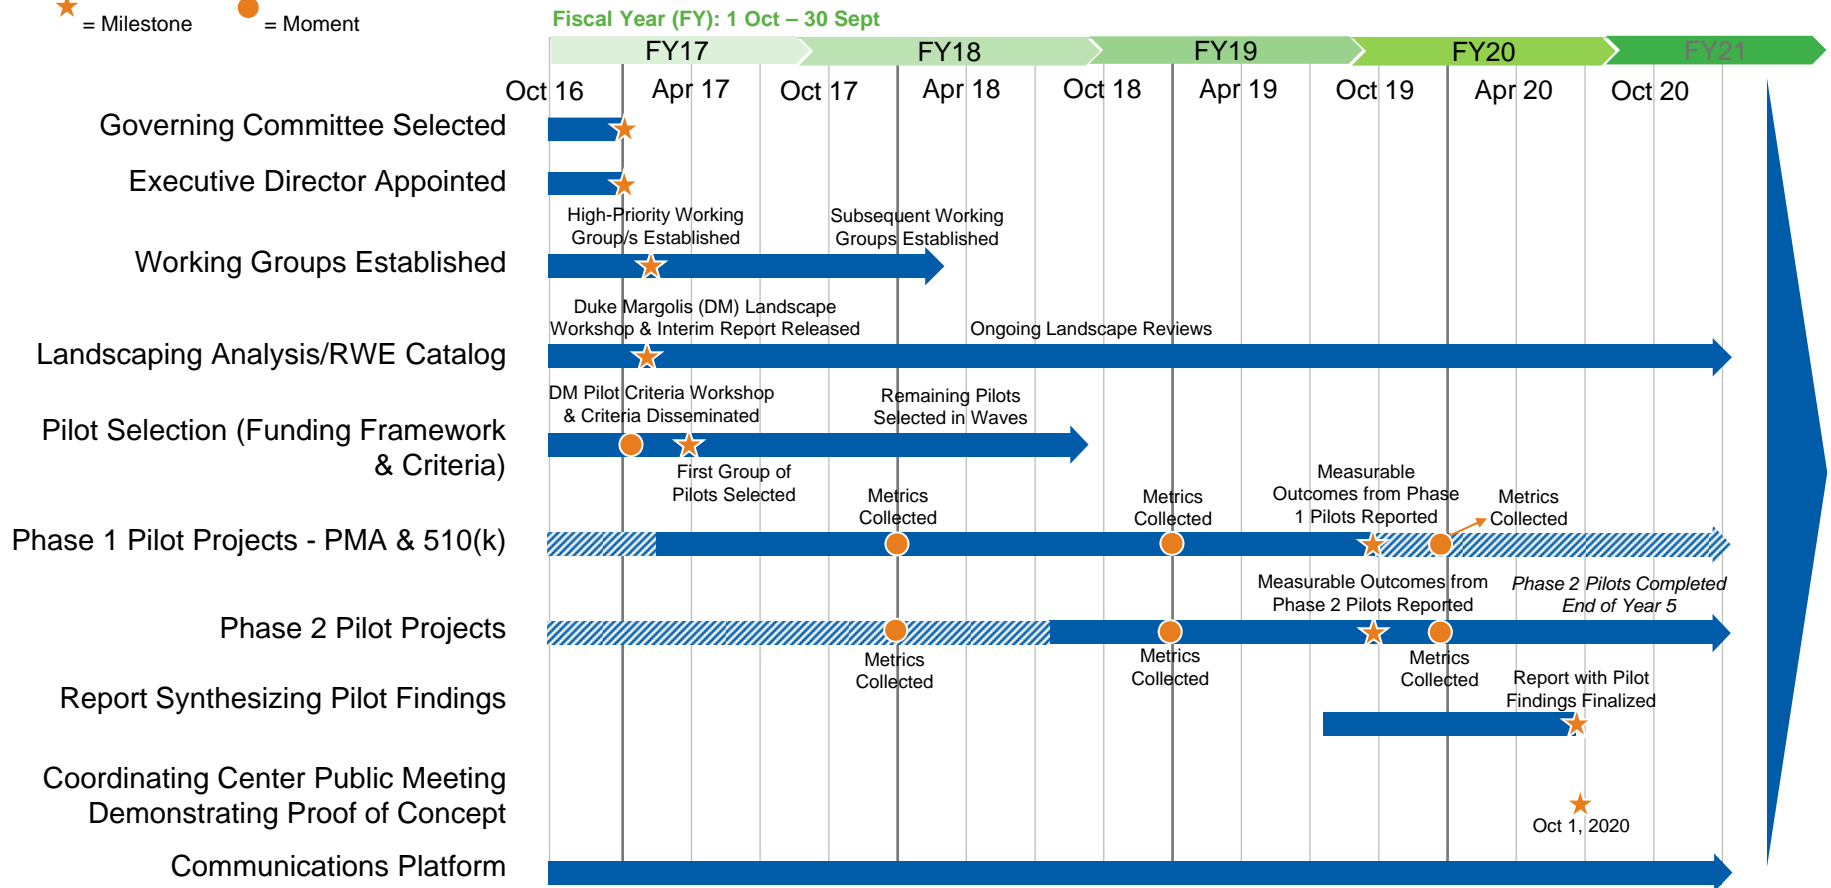 = Milestone
= Moment
Fiscal Year (FY): 1 Oct – 30 Sept
FY17
FY18
FY19
FY20
FY21
Oct 16
Apr 17
Oct 17
Apr 18
Oct 18
Apr 19
Oct 19
Apr 20
Oct 20
Governing Committee Selected
Executive Director Appointed
High-Priority Working
Group/s Established
Subsequent Working
Groups Established
Working Groups Established
Duke Margolis (DM) Landscape
Workshop & Interim Report Released
Ongoing Landscape Reviews
Landscaping Analysis/RWE Catalog
DM Pilot Criteria Workshop
& Criteria Disseminated
Remaining Pilots
Selected in Waves
Pilot Selection (Funding Framework
& Criteria)
First Group of
Pilots Selected
Metrics
Collected
Metrics
Collected
Measurable
Outcomes from Phase
1 Pilots Reported
Metrics
Collected
Phase 1 Pilot Projects - PMA & 510(k)
Measurable Outcomes from
Phase 2 Pilots Reported
Phase 2 Pilots Completed
End of Year 5
Phase 2 Pilot Projects
Metrics
Collected
Metrics
Collected
Metrics
Collected
Report with Pilot
Findings Finalized
Report Synthesizing Pilot Findings
Coordinating Center Public Meeting
Demonstrating Proof of Concept
Oct 1, 2020
Communications Platform